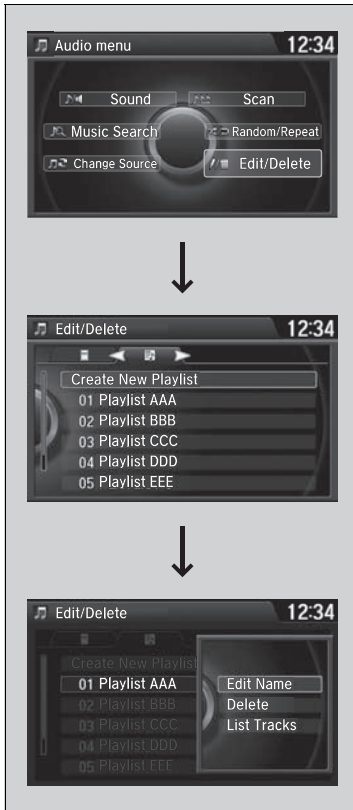 Audio menu 12:34
Sound Scan
Music Search Random/Repeat
Change Source Edit/Delete
Edit/Delete 12:34
Create New Playlist
01 Playlist AAA
02 Playlist BBB
03 Playlist CCC
04 Playlist DDD
05 Playlist EEE
Edit/Delete 12:34
Create New Playlist
01 Playlist AAA Edit Name
02 Playlist BBB Delete
03 Playlist CCC List Tracks
04 Playlist DDD
05 Playlist EEE